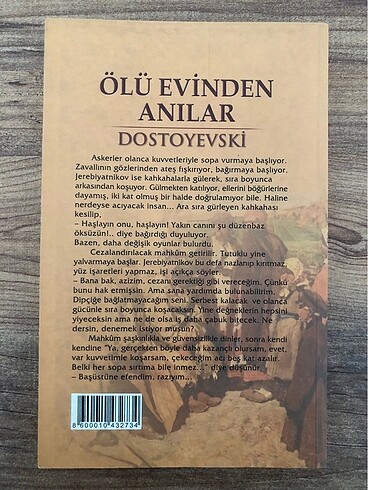 ÖLÜ EVİNDEN
ANILAR
DOSTOYEVSKİ
Askerler olanca kuvvetleriyle sopa vurmaya başlıyor.
Zavallının gözlerinden ateş fışkırıyor, bağırmaya başlıyor.
Jerebiyatnikov ise kahkahalarla gülerek, sıra boyunca
arkasından koşuyor. Gülmekten katılıyor, ellerini böğürlerine
dayamış, iki kat olmuş bir halde doğrulamıyor bile. Haline
nerdeyse acıyacak insan... Ara sıra gürleyen kahkahası
kesilip,
– Haşlayın onu, haşlayın! Yakın canını şu düzenbaz
öksüzün!.. diye bağırdığı duyuluyor.
Bazen, daha değişik oyunlar bulurdu.
Cezalandırılacak mahkûm getirilir. Tutuklu yine
yalvarmaya başlar. Jerebiyatnikov bu defa nazlanıp kırıtmaz,
yüz işaretleri yapmaz, işi açıkça söyler.
– Bana bak, azizim, cezanı gerektiği gibi vereceğim. Çünkü
bunu hak etmişsin. Ama sana yardımda bulunabilirim.
Dipçiğe bağlatmayacağım seni. Serbest kalacak ve olanca
gücünle sıra boyunca koşacaksın. Yine değneklerin hepsini
yiyeceksin ama ne de olsa iş daha çabuk bitecek. Ne
dersin, denemek istiyor musun?
Mahkûm şaşkınlıkla ve güvensizlikle dinler, sonra kendi
kendine "Ya, gerçekten böyle daha kazançlı olursam, evet,
var kuvvetimle koşarsam, çekeceğim acı beş kat azalır.
Belki her sopa sırtıma bile inmez..." diye düşünür.
– Başüstüne efendim, razıyım...
8 600010 432734